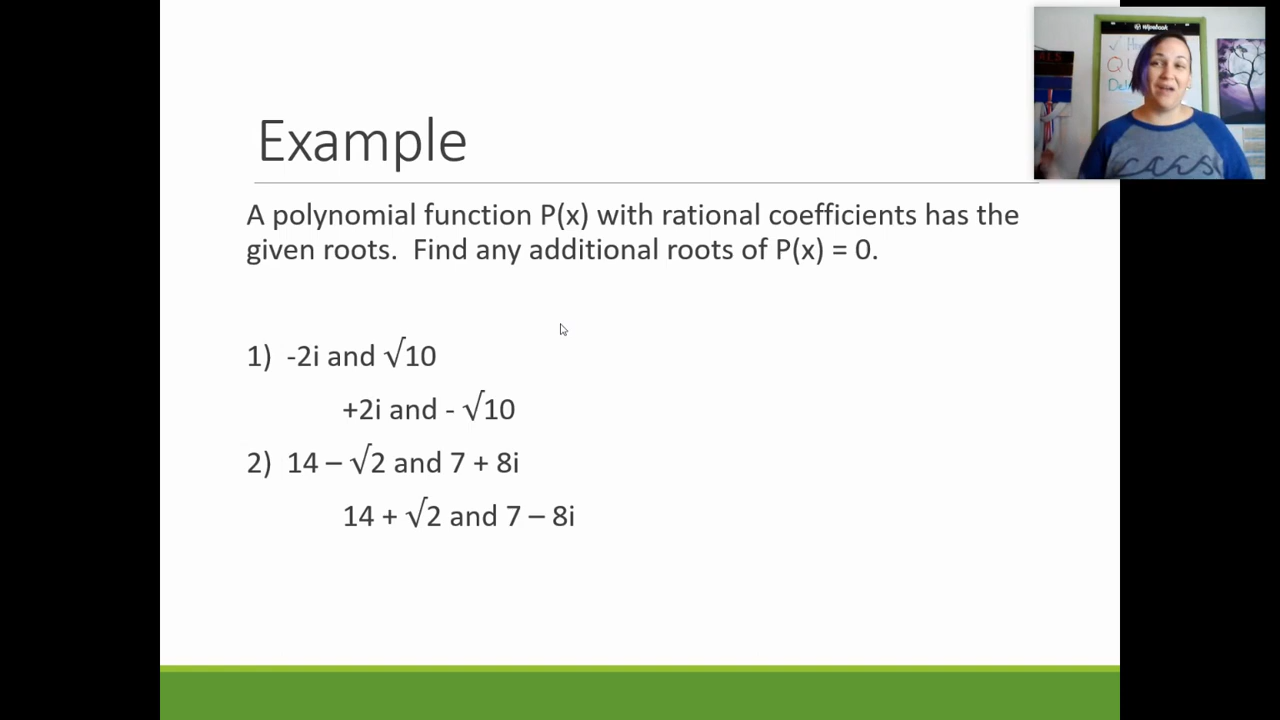 Example
A polynomial function P(x) with rational coefficients has the
given roots.  Find any additional roots of P(x) = 0.
1)  -2i and √10
+2i and - √10
2)  14 – √2 and 7 + 8i
14 + √2 and 7 – 8i